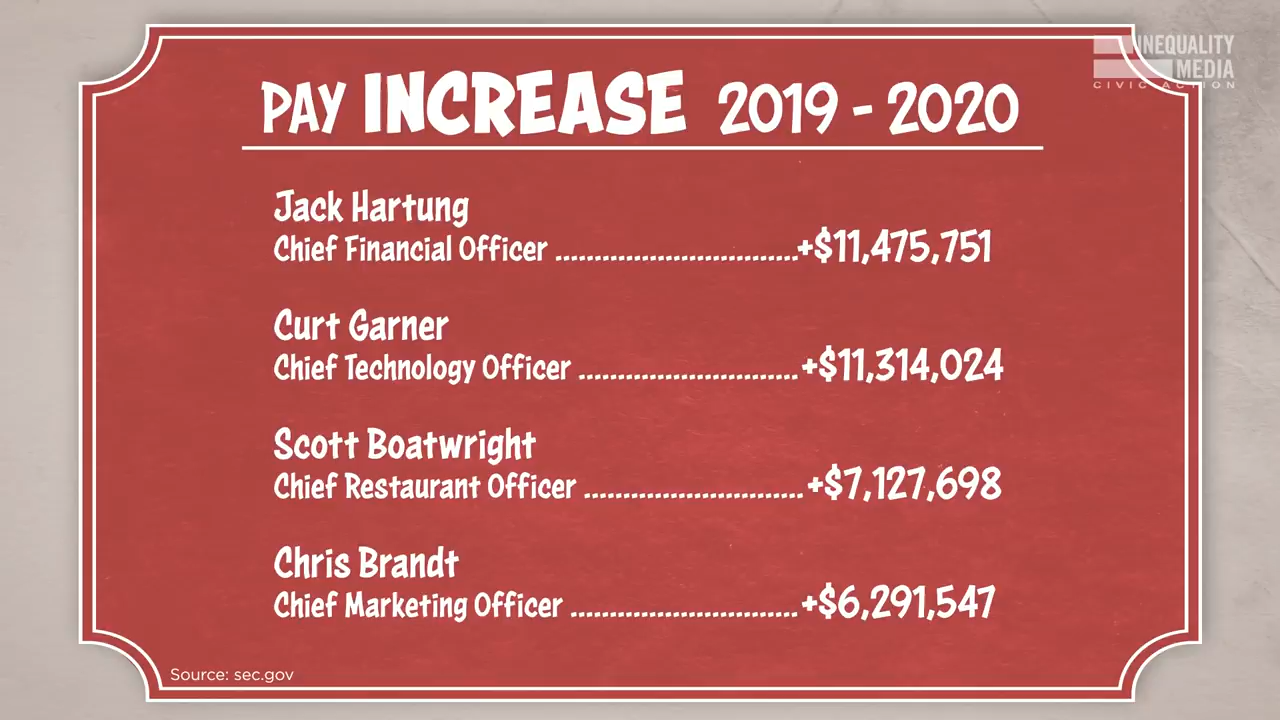 INEQUALITY
MEDIA
CIVIC ACTION
PAY INCREASE 2019 - 2020
Jack Hartung
Chief Financial Officer ...............................+$11,475,751
Curt Garner
Chief Technology Officer ............................+$11,314,024
Scott Boatwright
Chief Restaurant Officer ............................+$7,127,698
Chris Brandt
Chief Marketing Officer .............................+$6,291,547
Source: sec.gov